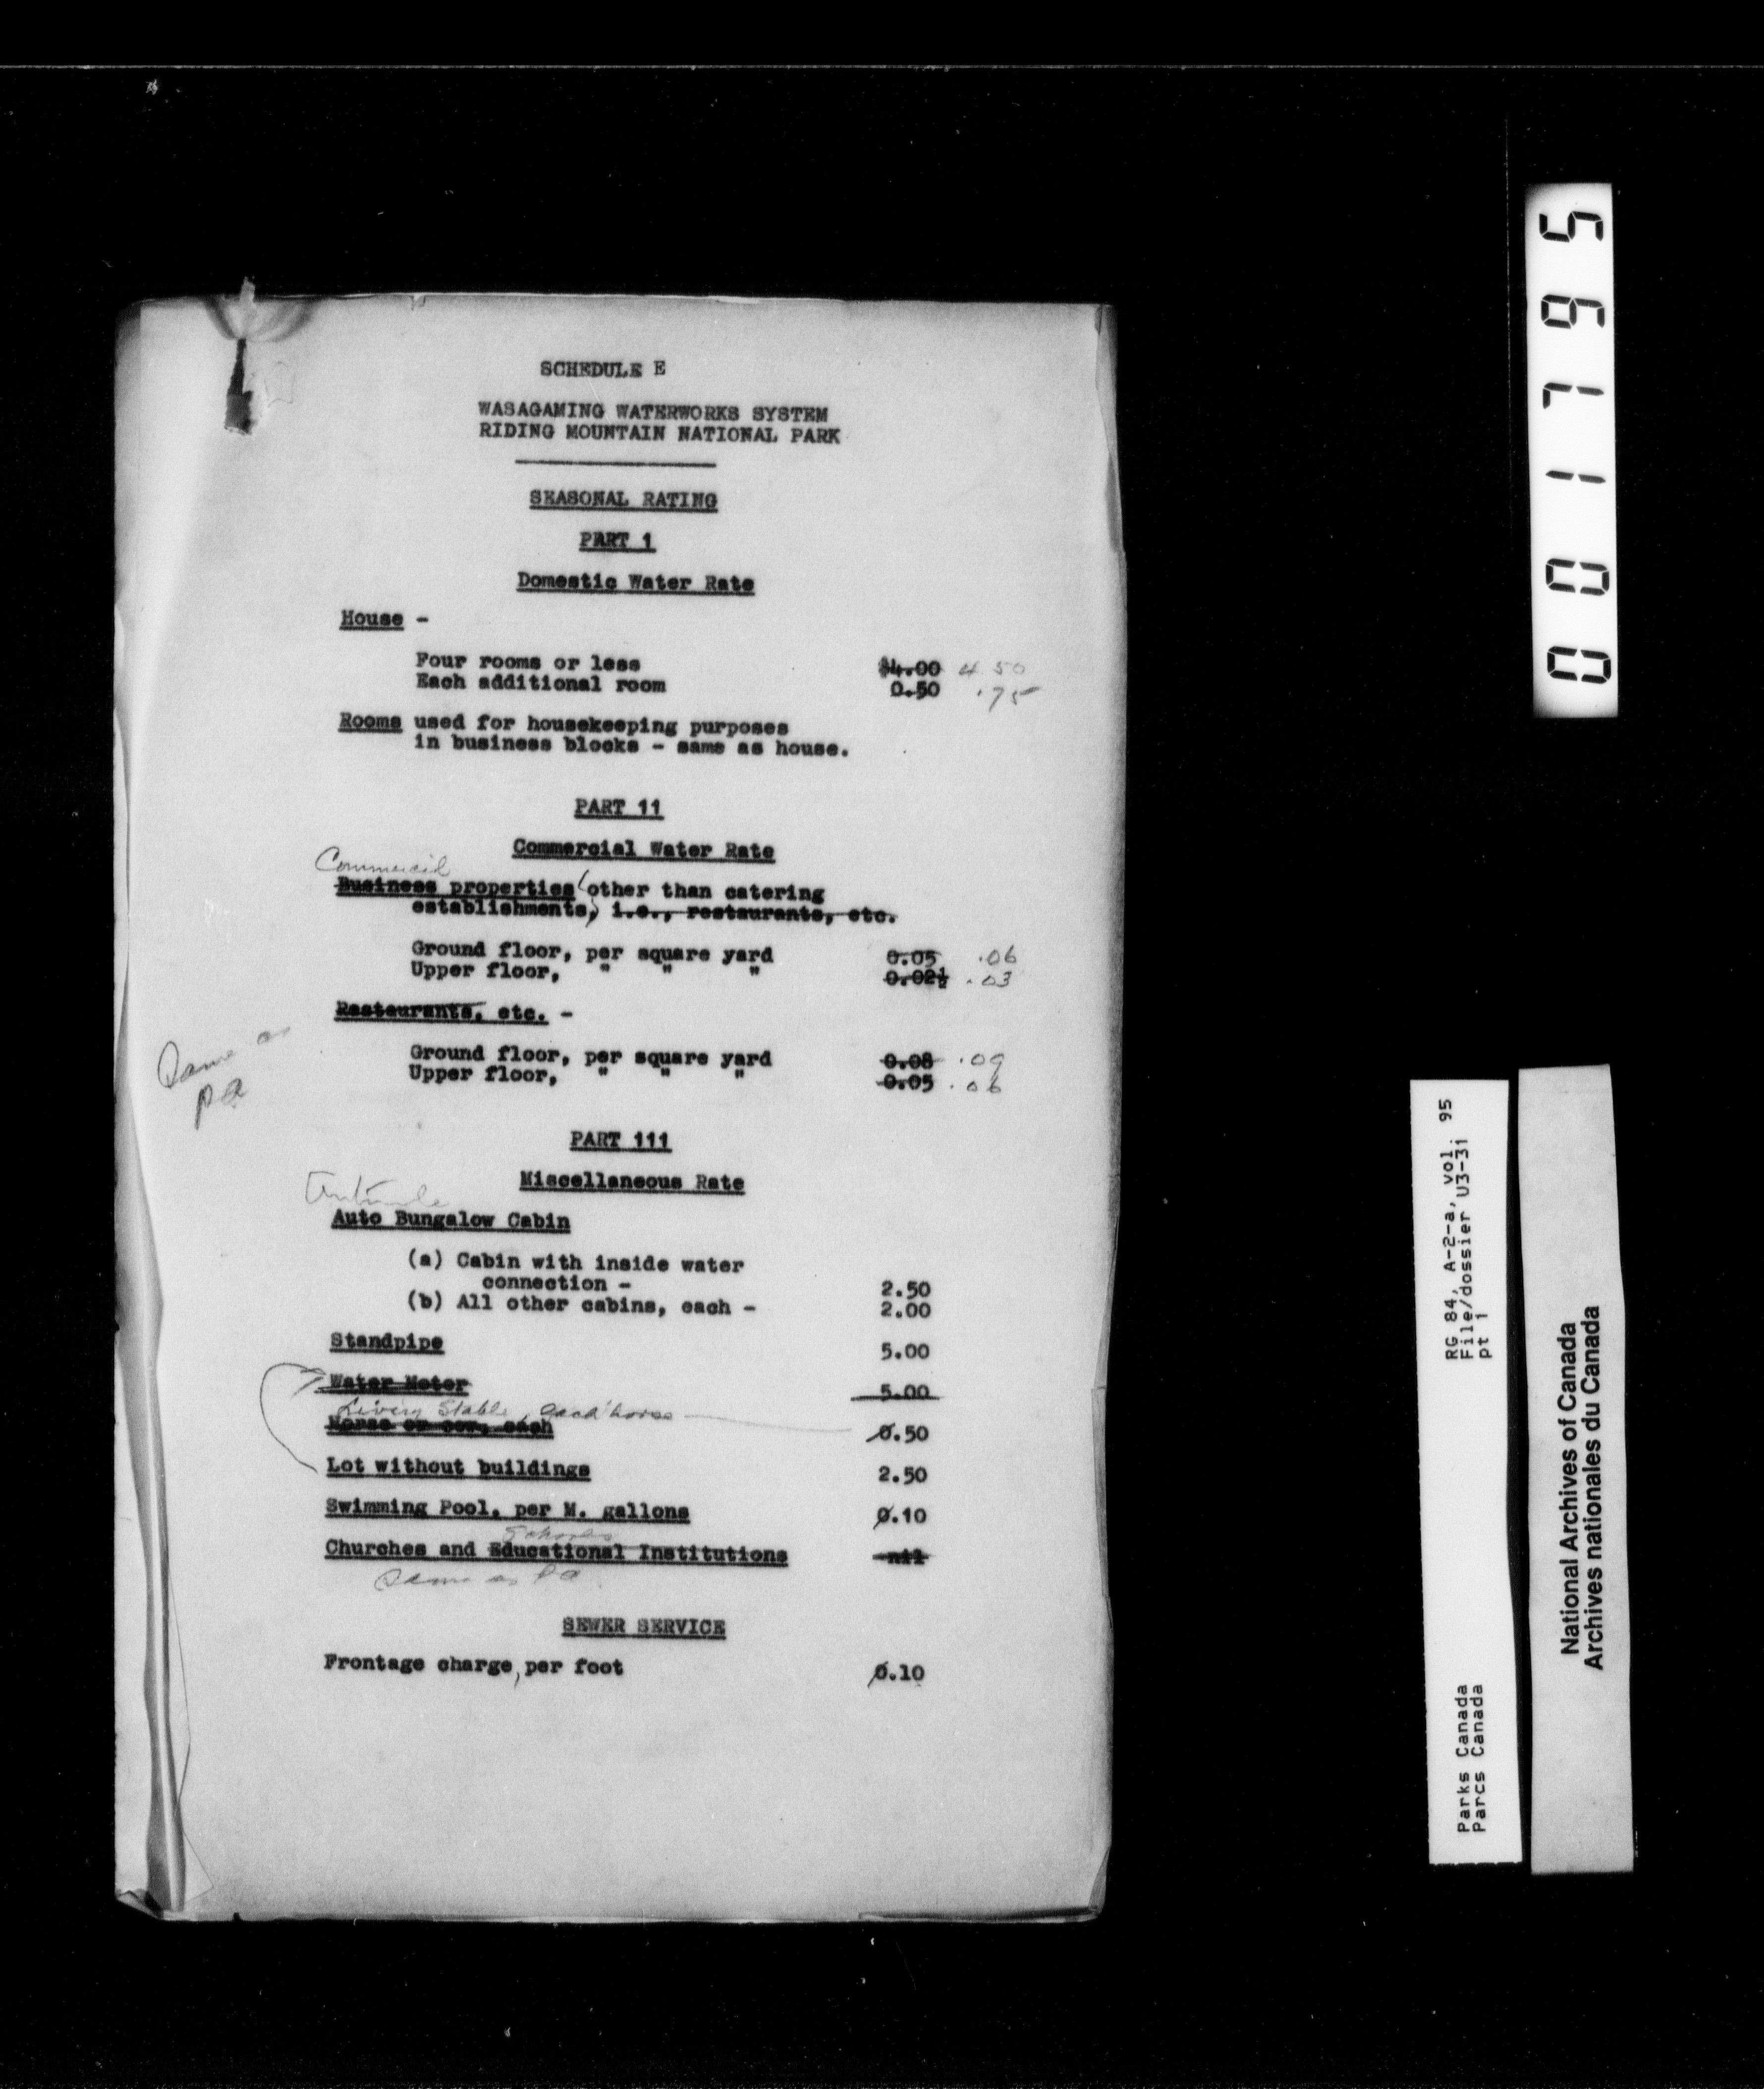 SCHEDULE E
WASAGAMING WATERWORKS SYSTEM
RIDING MOUNTAIN NATIONAL PARK
SEASONAL RATING
PART 1
Domestic Water Rate
House -
Four rooms or less $4.00 4 50
Each additional room 0.50 .75
Rooms used for housekeeping purposes
in business blocks - same as house.
PART 11
Commercial Water Rate
Commercial
Business properties (other than catering
establishments,) i.e., restaurants, etc.
Ground floor, per square yard 0.05 .06
Upper floor, " " " 0.02½ .03
Restaurants, etc. -
Same as
pa
Ground floor, per square yard 0.08 .09
Upper floor, " " " 0.05 .06
PART 111
Miscellaneous Rate
Auto Bungalow Cabin
(a) Cabin with inside water
connection - 2.50
(b) All other cabins, each - 2.00
Standpipe 5.00
Water Meter 5.00
Livery Stable, each horse
Horse or cow, each 0.50
Lot without buildings 2.50
Swimming Pool, per M. gallons 0.10
Schools
Churches and Educational Institutions nil
Same as Pa
SEWER SERVICE
Frontage charge, per foot 0.10
001795
RG 84, A-2-a, vol. 95
File/dossier U3-31
pt 1
Parks Canada
Parcs Canada
National Archives of Canada
Archives nationales du Canada